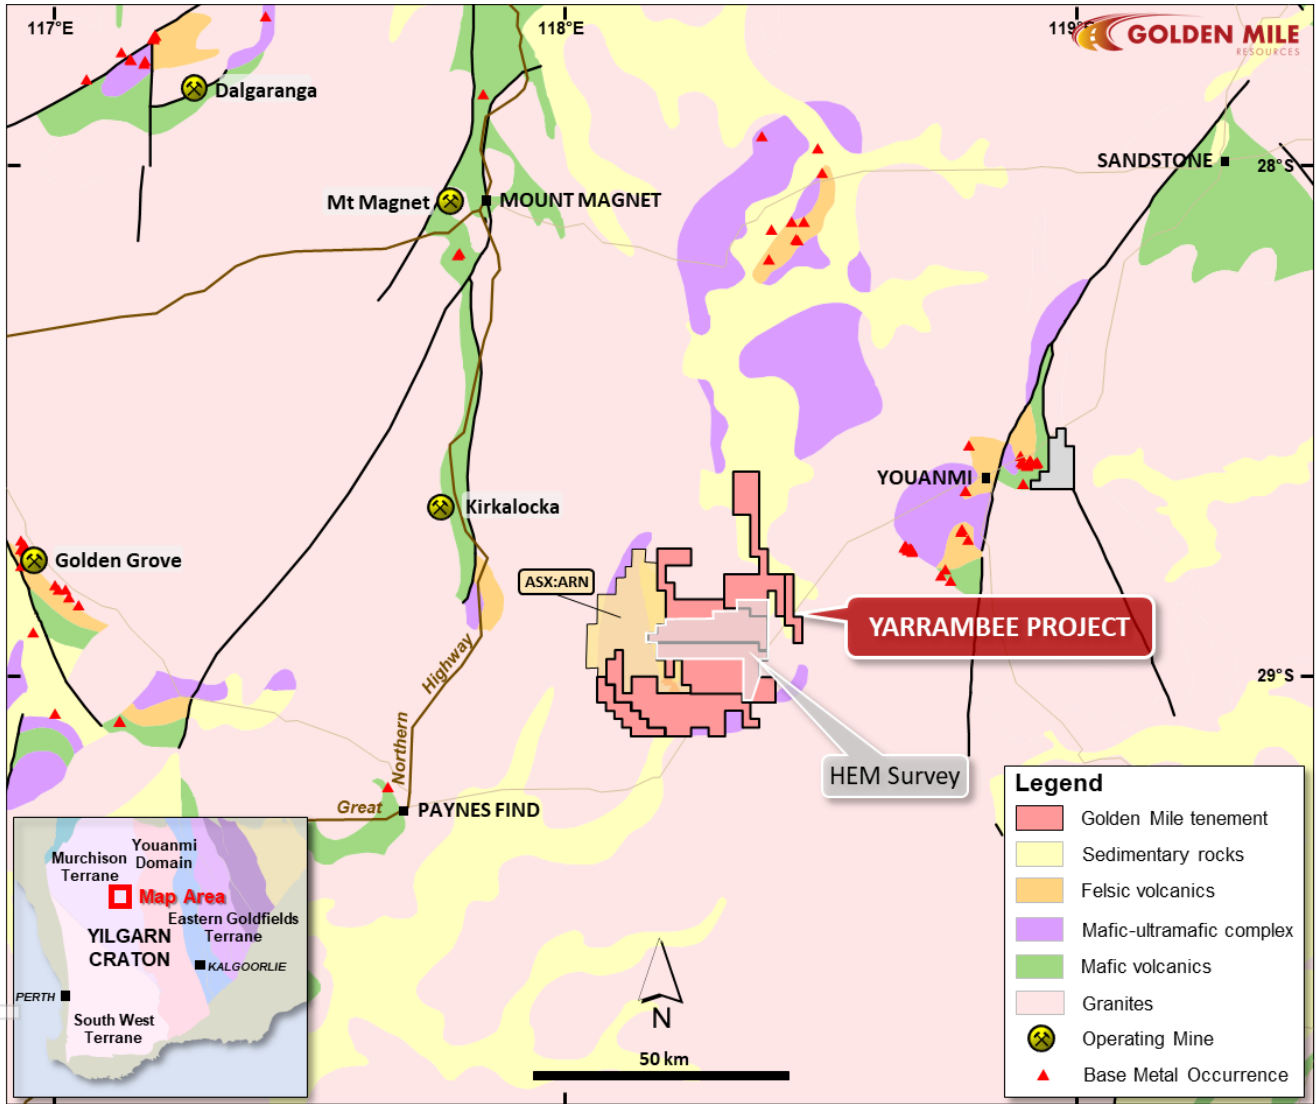 117°E
118°E
119°E
GOLDEN MILE
RESOURCES
Dalgaranga
SANDSTONE
28°S
Mt Magnet
MOUNT MAGNET
YOUANMI
Kirkalocka
Golden Grove
ASX:ARN
YARRAMBEE PROJECT
Highway
29°S
Northern
HEM Survey
Great
PAYNES FIND
Legend
Golden Mile tenement
Sedimentary rocks
Felsic volcanics
Mafic-ultramafic complex
Mafic volcanics
Granites
Operating Mine
Base Metal Occurrence
Youanmi
Domain
Murchison
Terrane
Map Area
Eastern Goldfields
Terrane
YILGARN
CRATON
KALGOORLIE
PERTH
South West
Terrane
N
50 km